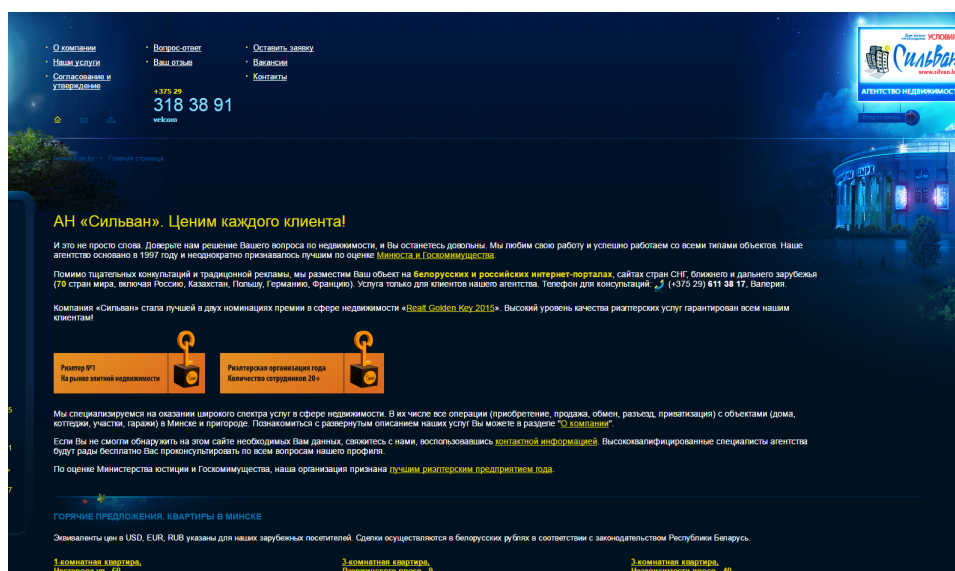 О компании
Наши услуги
Согласование и
утверждение
Вопрос-ответ
Ваш отзыв
Оставить заявку
Вакансии
Контакты
+375 29
318 38 91
velcom
УСЛОВИЯ
Сильван
www.silvan.b
АГЕНТСТВО НЕДВИЖИМОСТ
Главная страница
АН «Сильван». Ценим каждого клиента!
И это не просто слова. Доверьте нам решение Вашего вопроса по недвижимости, и Вы останетесь довольны. Мы любим свою работу и успешно работаем со всеми типами объектов. Наше
агентство основано в 1997 году и неоднократно признавалось лучшим по оценке Минюста и Госкомимущества.
Помимо тщательных конкультаций и традиционной рекламы, мы разместим Ваш объект на белорусских и российских интернет-порталах, сайтах стран СНГ, ближнего и дальнего зарубежья
(70 стран мира, включая Россию, Казахстан, Польшу, Германию, Францию). Услуга только для клиентов нашего агентства. Телефон для консультаций: (+375 29) 611 38 17, Валерия.
Компания «Сильван» стала лучшей в двух номинациях премии в сфере недвижимости «Realt Golden Key 2015». Высокий уровень качества риэлтерских услуг гарантирован всем нашим
клиентам!
Риэлтер №1
На рынке элитной недвижимости
Риэлтерская организация года
Количество сотрудников 20+
Мы специализируемся на оказании широкого спектра услуг в сфере недвижимости. В их числе все операции (приобретение, продажа, обмен, разъезд, приватизация) с объектами (дома,
коттеджи, участки, гаражи) в Минске и пригороде. Познакомиться с развернутым описанием наших услуг Вы можете в разделе "О компании".
Если Вы не смогли обнаружить на этом сайте необходимых Вам данных, свяжитесь с нами, воспользовавшись контактной информацией. Высококвалифицированные специалисты агентства
будут рады бесплатно Вас проконсультировать по всем вопросам нашего профиля.
По оценке Министерства юстиции и Госкомимущества, наша организация признана лучшим риэлтерским предприятием года.
5
1
7
ГОРЯЧИЕ ПРЕДЛОЖЕНИЯ. КВАРТИРЫ В МИНСКЕ
Эквиваленты цен в USD, EUR, RUB указаны для наших зарубежных посетителей. Сделки осуществляются в белорусских рублях в соответствии с законодательством Республики Беларусь.
1-комнатная квартира,
3-комнатная квартира,
3-комнатная квартира,